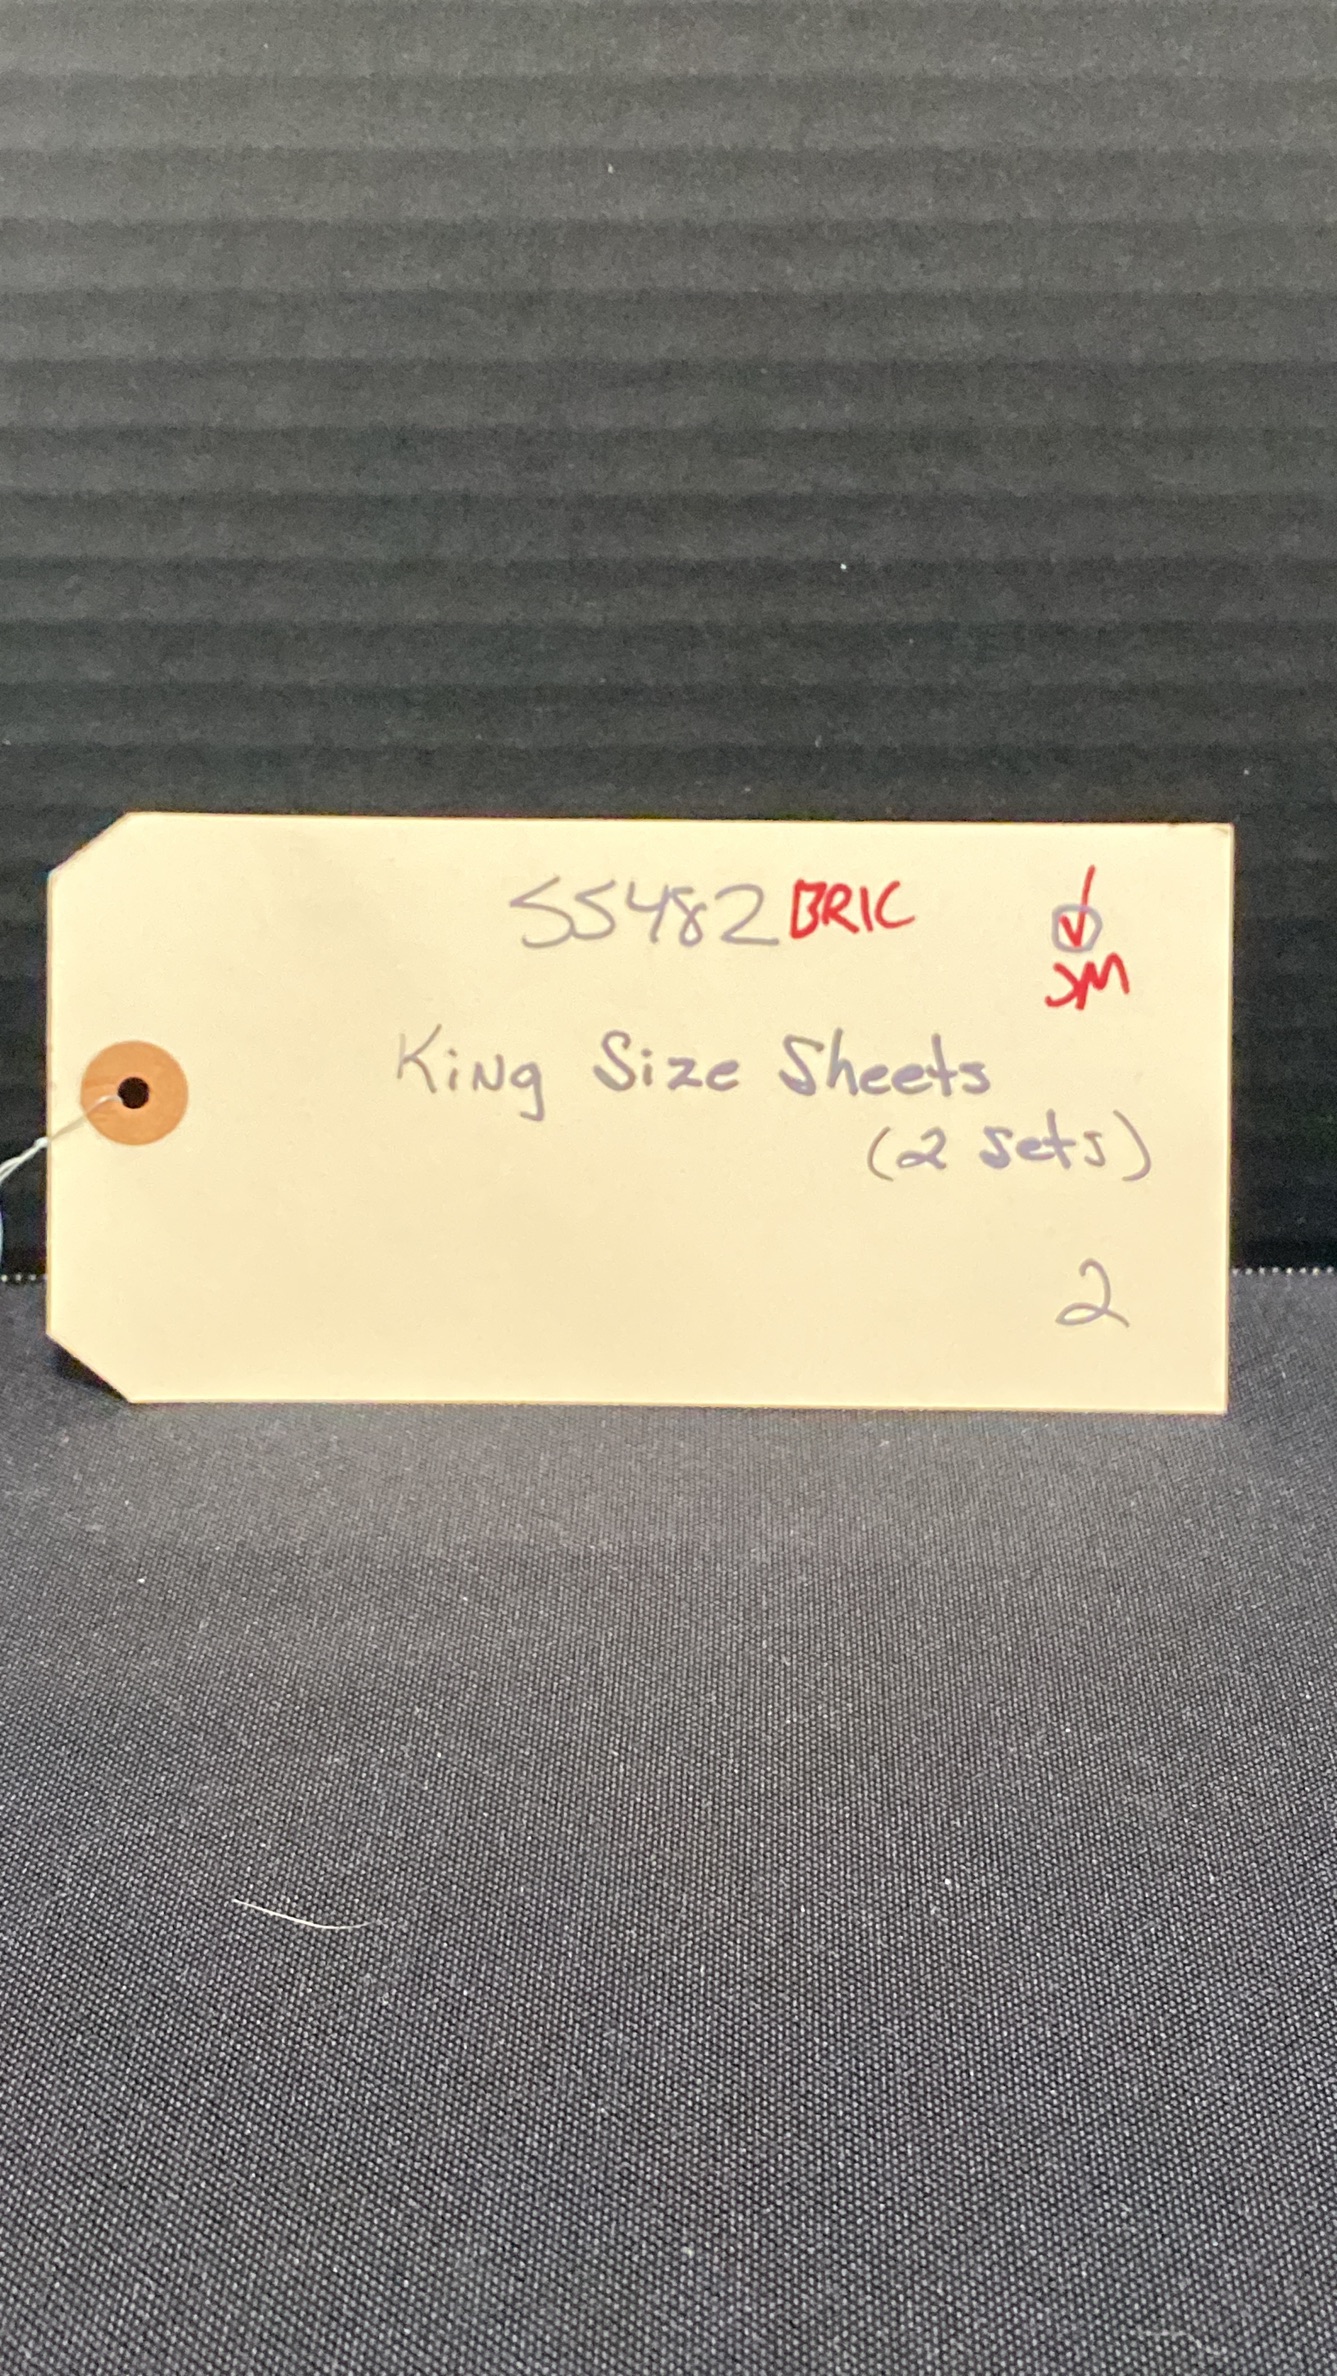 55482 BRIC
JM
King Size Sheets
(2 sets)
2